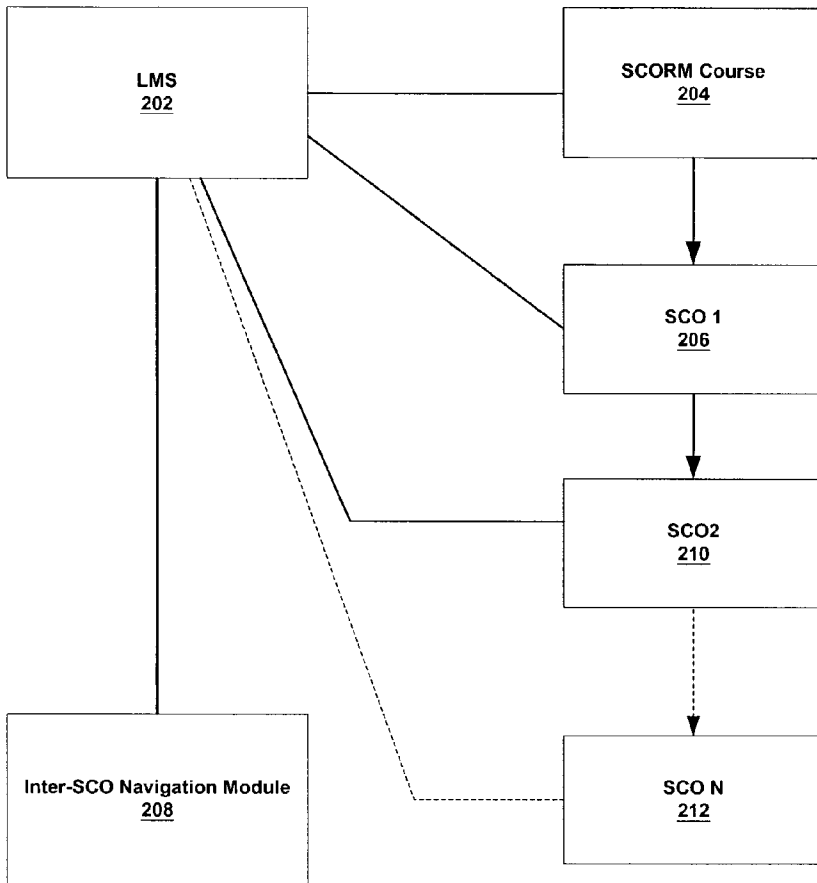 LMS
202
SCORM Course
204
SCO 1
206
SCO2
210
Inter-SCO Navigation Module
208
SCO N
212